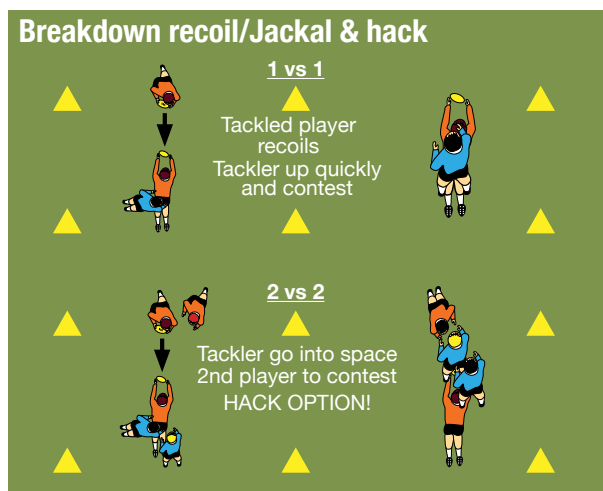 Breakdown recoil/Jackal & hack
1 vs 1
Tackled player
recoils
Tackler up quickly
and contest
2 vs 2
Tackler go into space
2nd player to contest
HACK OPTION!